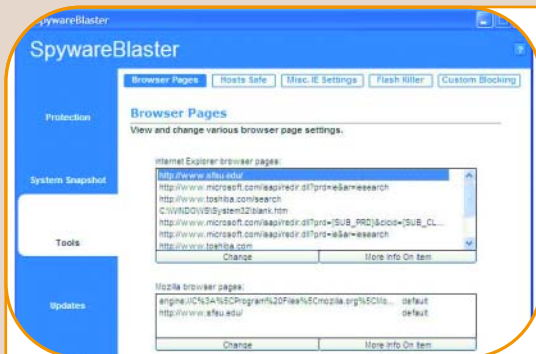 SpywareBlaster
SpywareBlaster
Browser Pages Hosts Safe Misc. IE Settings Flash Killer Custom Blocking
Protection
Browser Pages
View and change various browser page settings.
Internet Explorer browser pages:
http://www.sfsu.edu/
http://www.microsoft.com/isapi/redir.dll?prd=ie&ar=iesearch
http://www.toshiba.com/search
C:\WINDOWS\System32\blank.htm
http://www.microsoft.com/isapi/redir.dll?prd={SUB_PRD}&clcid={SUB_CL...
http://www.microsoft.com/isapi/redir.dll?prd=ie&ar=iesearch
http://www.toshiba.com
Change More Info On Item
System Snapshot
Tools
Updates
Mozilla browser pages:
engine://C%3A%5CProgram%20Files%5Cmozilla.org%5CMo... default
http://www.sfsu.edu/ default
Change More Info On Item